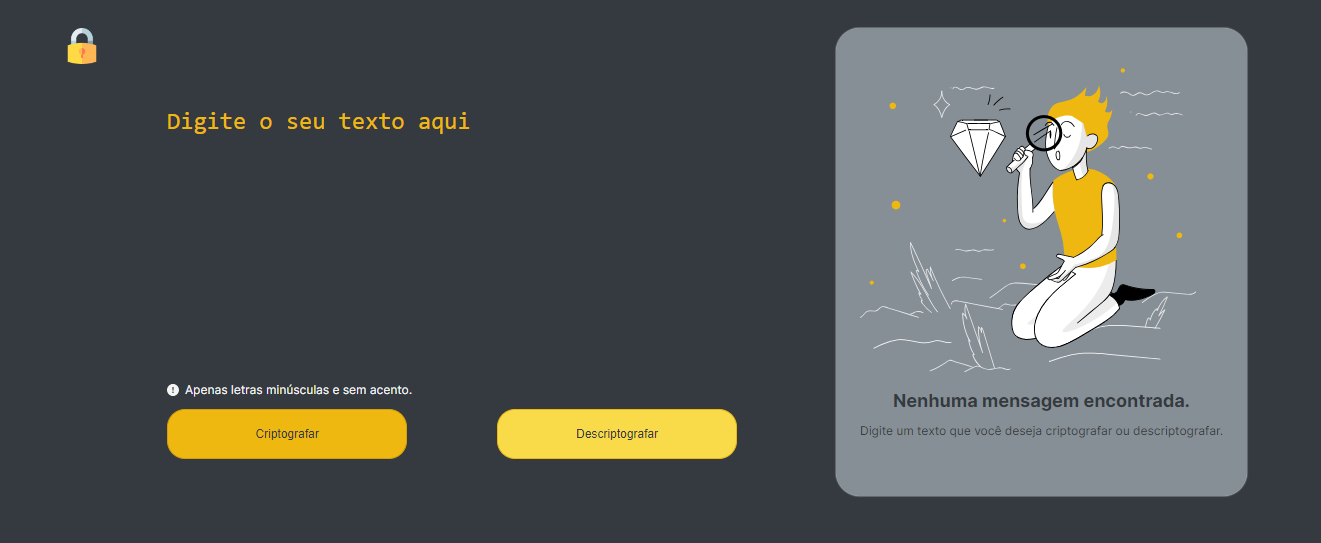 Digite o seu texto aqui
Apenas letras minúsculas e sem acento.
Criptografar
Descriptografar
Nenhuma mensagem encontrada.
Digite um texto que você deseja criptografar ou descriptografar.